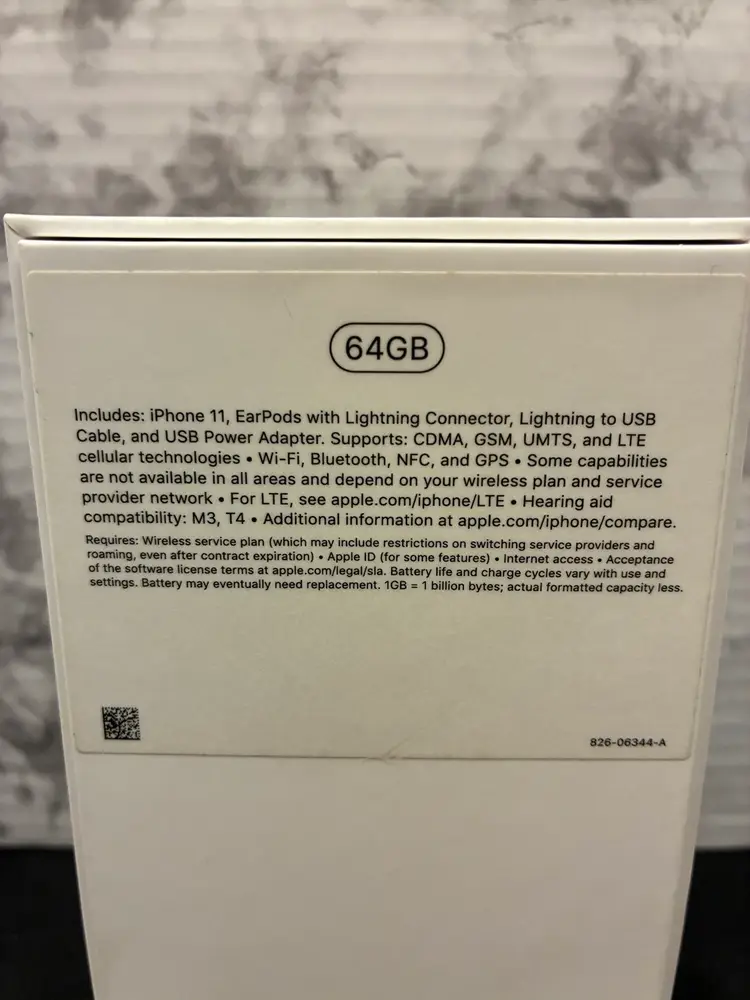 64GB
Includes: iPhone 11, EarPods with Lightning Connector, Lightning to USB
Cable, and USB Power Adapter. Supports: CDMA, GSM, UMTS, and LTE
cellular technologies • Wi-Fi, Bluetooth, NFC, and GPS • Some capabilities
are not available in all areas and depend on your wireless plan and service
provider network • For LTE, see apple.com/iphone/LTE • Hearing aid
compatibility: M3, T4 • Additional information at apple.com/iphone/compare.
Requires: Wireless service plan (which may include restrictions on switching service providers and
roaming, even after contract expiration) • Apple ID (for some features) • Internet access • Acceptance
of the software license terms at apple.com/legal/sla. Battery life and charge cycles vary with use and
settings. Battery may eventually need replacement. 1GB = 1 billion bytes; actual formatted capacity less.
826-06344-A